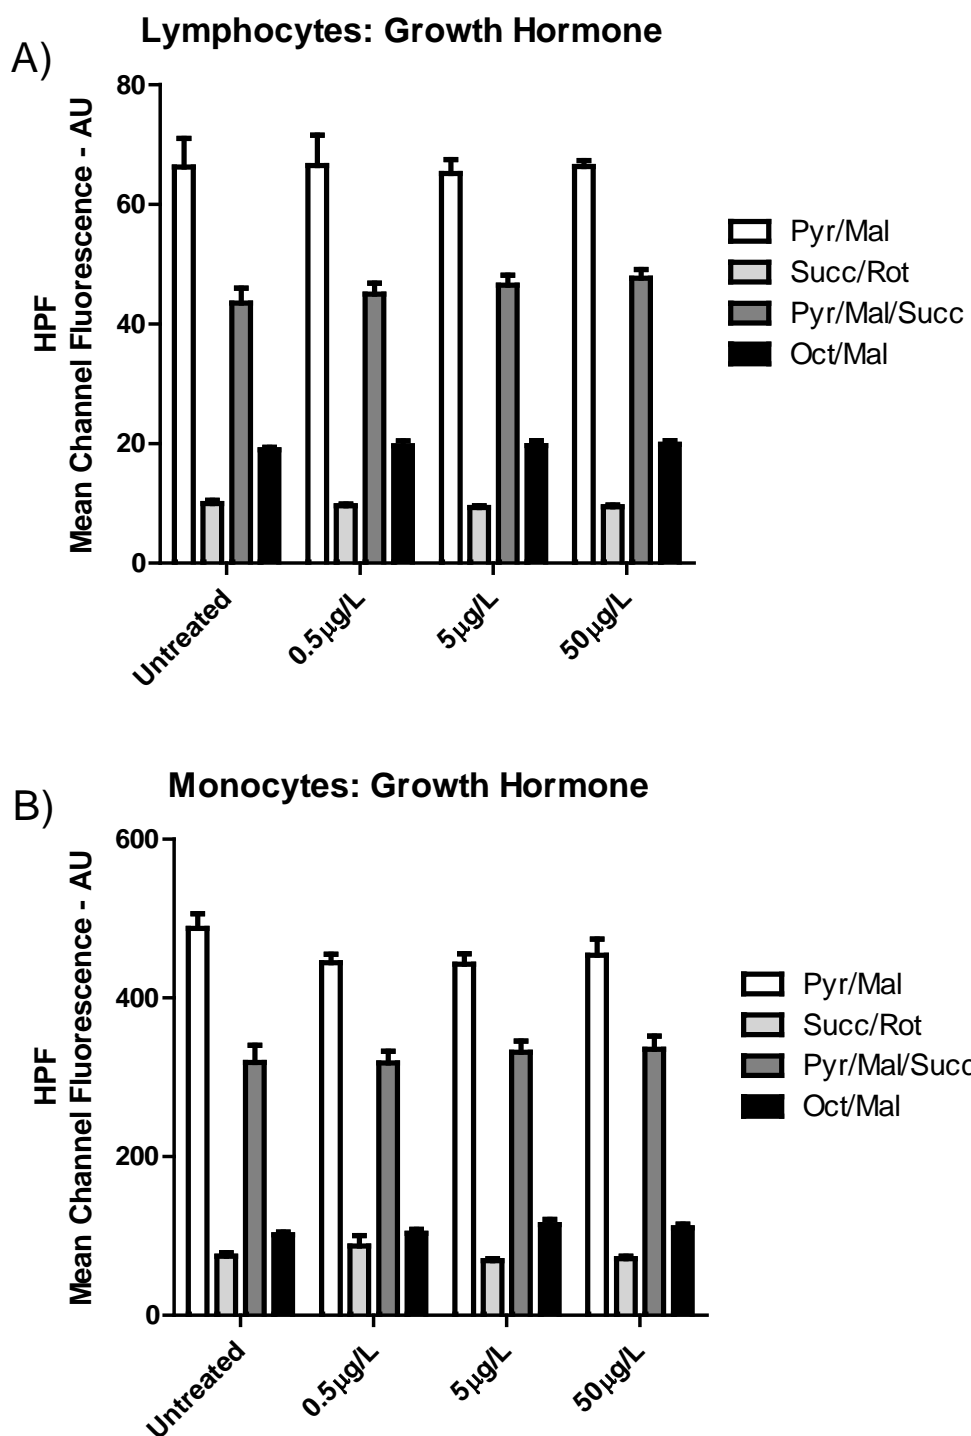 Lymphocytes: Growth Hormone
A)
HPF
Mean Channel Fluorescence - AU
80
60
40
20
0
Untreated
0.5μg/L
5μg/L
50μg/L
Pyr/Mal
Succ/Rot
Pyr/Mal/Succ
Oct/Mal
Monocytes: Growth Hormone
B)
HPF
Mean Channel Fluorescence - AU
600
400
200
0
Untreated
0.5μg/L
5μg/L
50μg/L
Pyr/Mal
Succ/Rot
Pyr/Mal/Succ
Oct/Mal